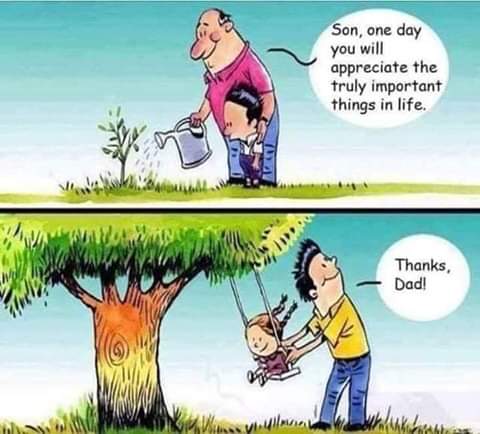 Son, one day
you will
appreciate the
truly important
things in life.
Thanks,
Dad!